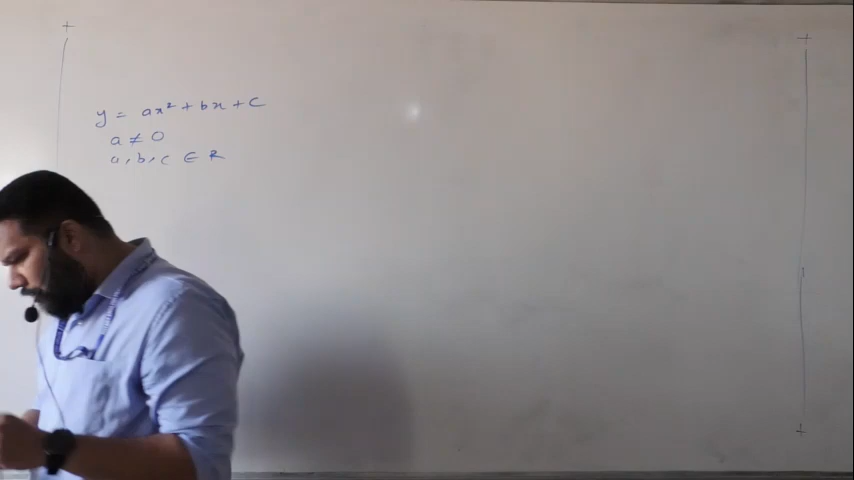 y = ax² + bx + c
a ≠ 0
a, b, c ∈ R